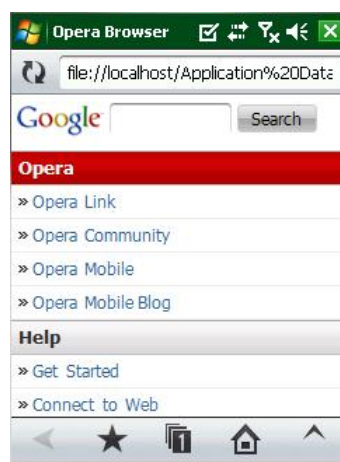 Opera Browser
file://localhost/Application%20Data
Google Search
Opera
» Opera Link
» Opera Community
» Opera Mobile
» Opera Mobile Blog
Help
» Get Started
» Connect to Web
1